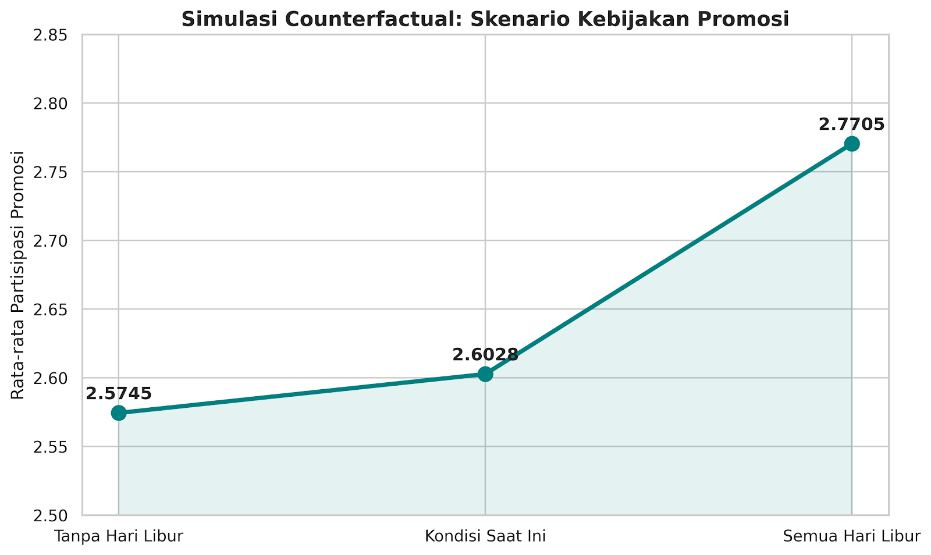 Simulasi Counterfactual: Skenario Kebijakan Promosi
Rata-rata Partisipasi Promosi
2.85
2.80
2.75
2.70
2.65
2.60
2.55
2.50
2.5745
2.6028
2.7705
Tanpa Hari Libur
Kondisi Saat Ini
Semua Hari Libur